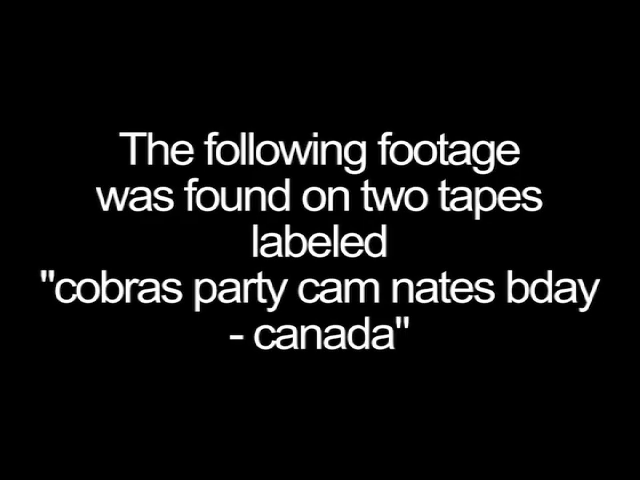 The following footage
was found on two tapes
labeled
"cobras party cam nates bday
- canada"